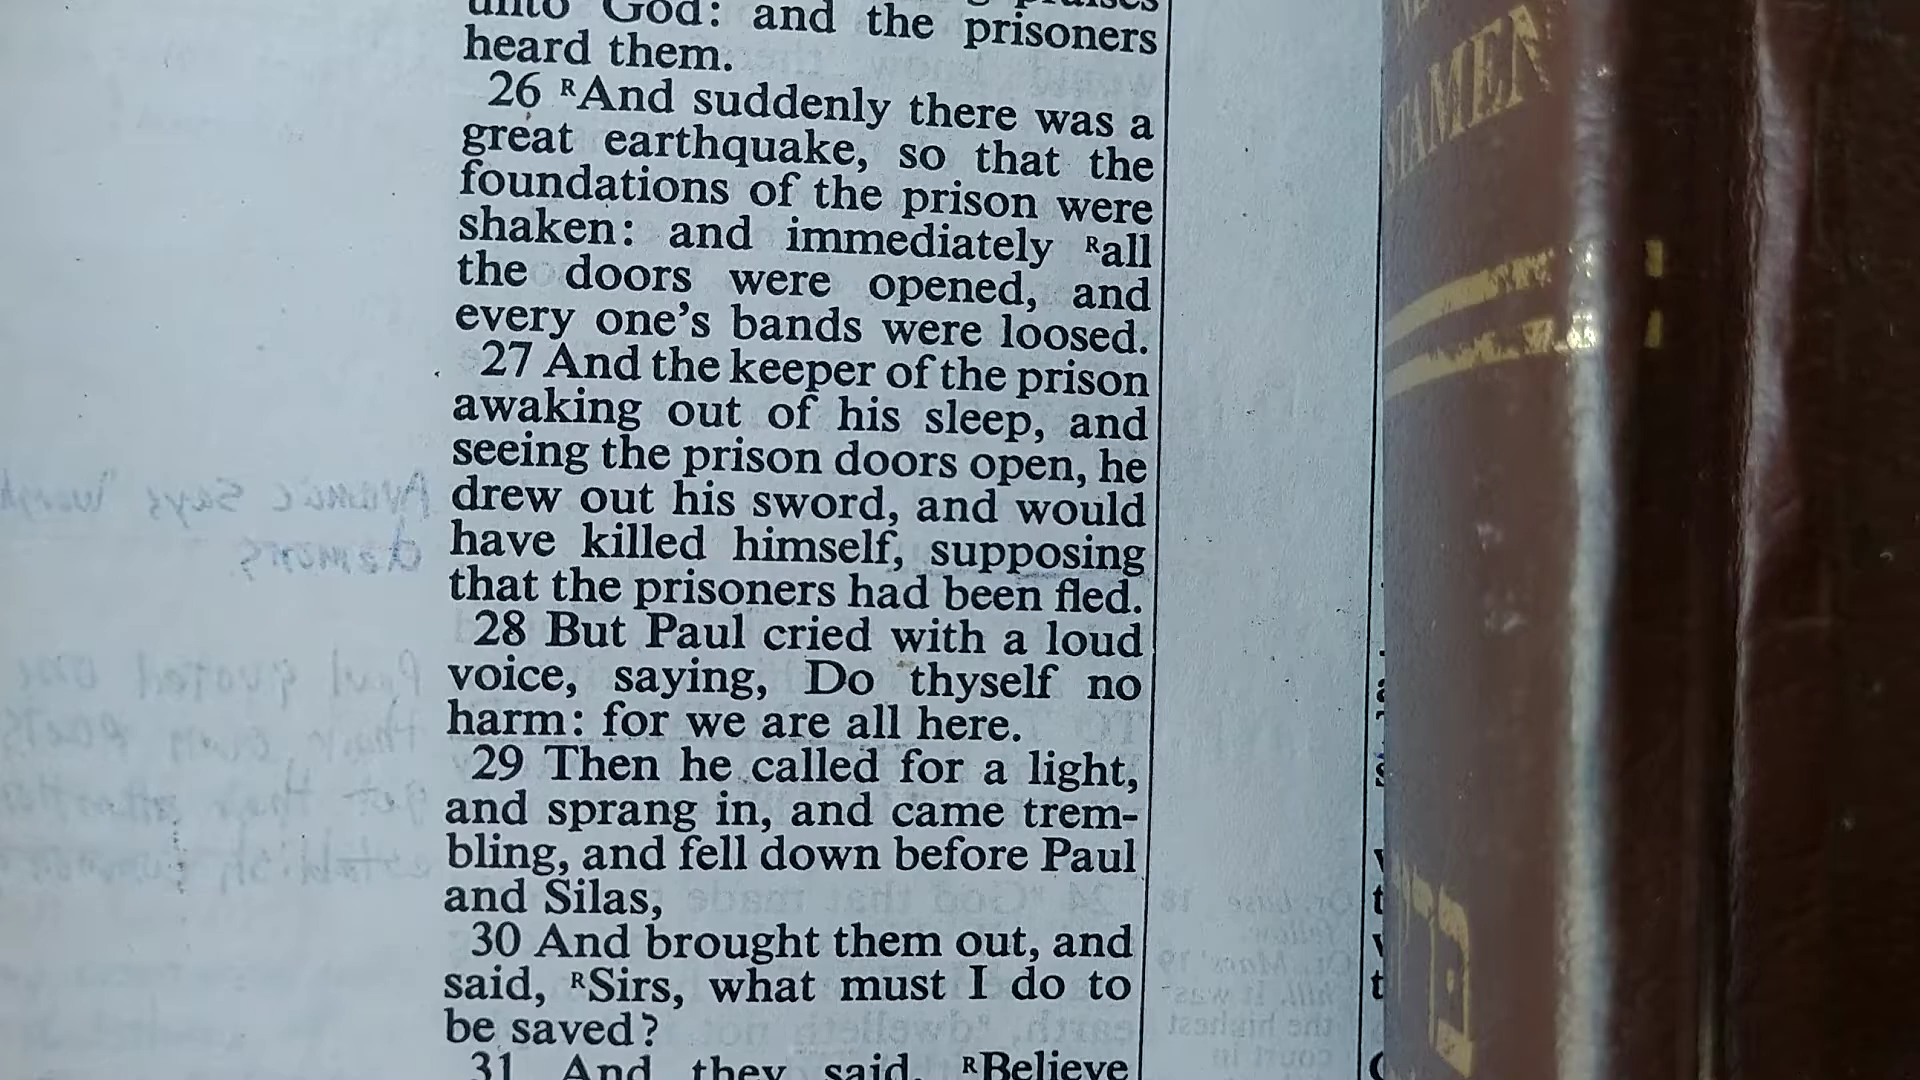 unto God: and the prisoners
heard them.
26 ᴿAnd suddenly there was a
great earthquake, so that the
foundations of the prison were
shaken: and immediately ᴿall
the doors were opened, and
every one's bands were loosed.
27 And the keeper of the prison
awaking out of his sleep, and
seeing the prison doors open, he
drew out his sword, and would
have killed himself, supposing
that the prisoners had been fled.
28 But Paul cried with a loud
voice, saying, Do thyself no
harm: for we are all here.
29 Then he called for a light,
and sprang in, and came trem-
bling, and fell down before Paul
and Silas,
30 And brought them out, and
said, ᴿSirs, what must I do to
be saved?
31 And they said, ᴿBelieve